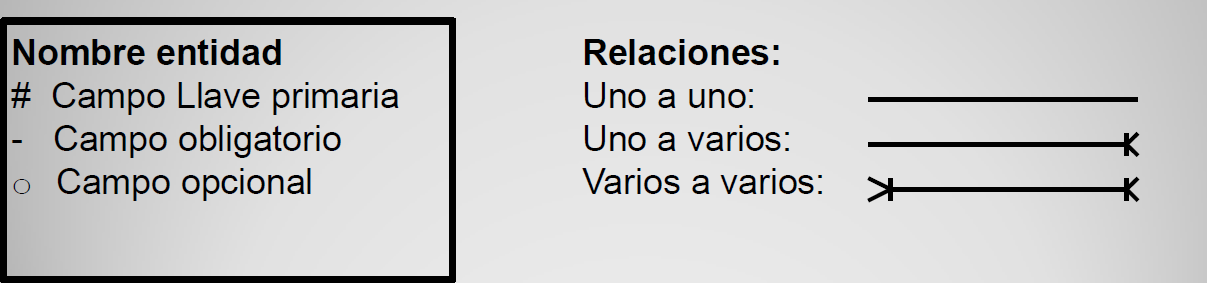 Nombre entidad
# Campo Llave primaria
- Campo obligatorio
○ Campo opcional
Relaciones:
Uno a uno:
Uno a varios:
Varios a varios: